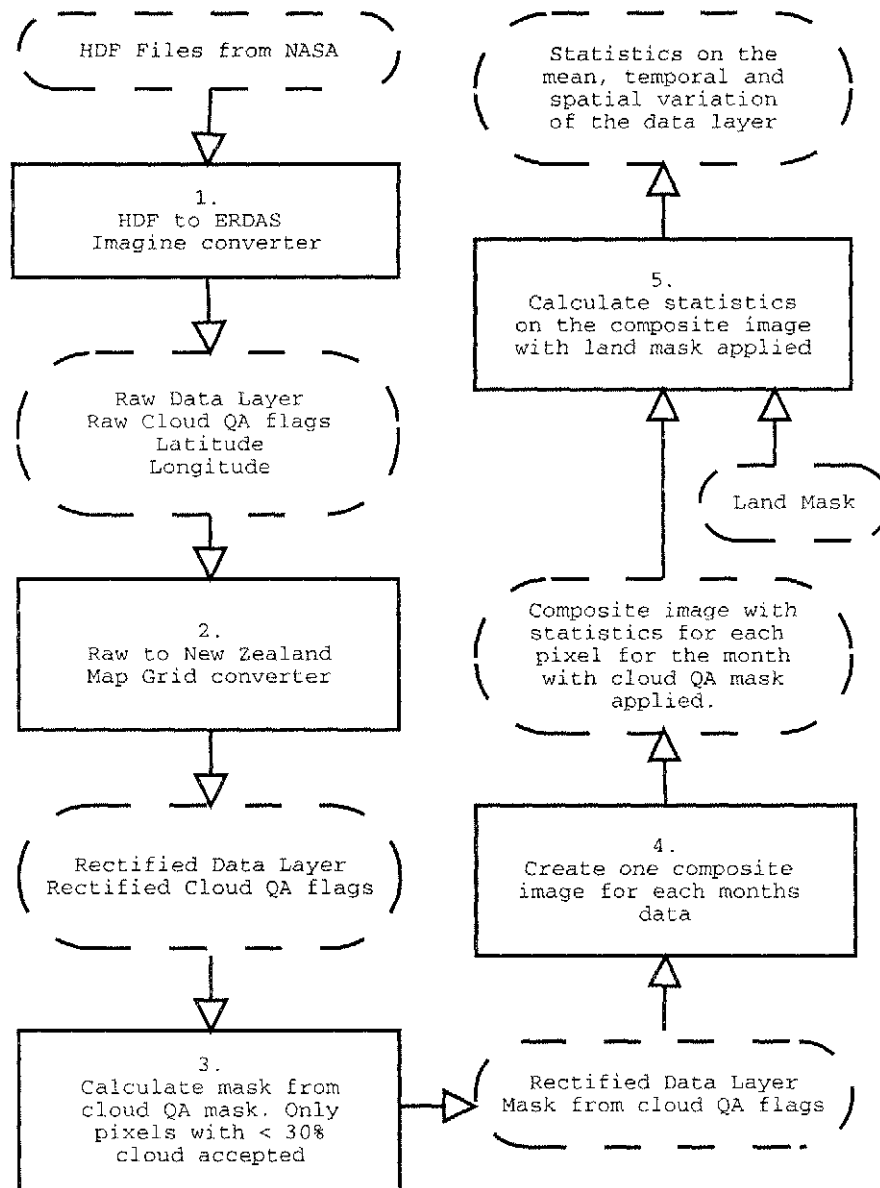 HDF Files from NASA
1.
HDF to ERDAS
Imagine converter
Raw Data Layer
Raw Cloud QA flags
Latitude
Longitude
2.
Raw to New Zealand
Map Grid converter
Rectified Data Layer
Rectified Cloud QA flags
3.
Calculate mask from
cloud QA mask. Only
pixels with < 30%
cloud accepted
Rectified Data Layer
Mask from cloud QA flags
4.
Create one composite
image for each months
data
Composite image with
statistics for each
pixel for the month
with cloud QA mask
applied.
Land Mask
5.
Calculate statistics
on the composite image
with land mask applied
Statistics on the
mean, temporal and
spatial variation
of the data layer